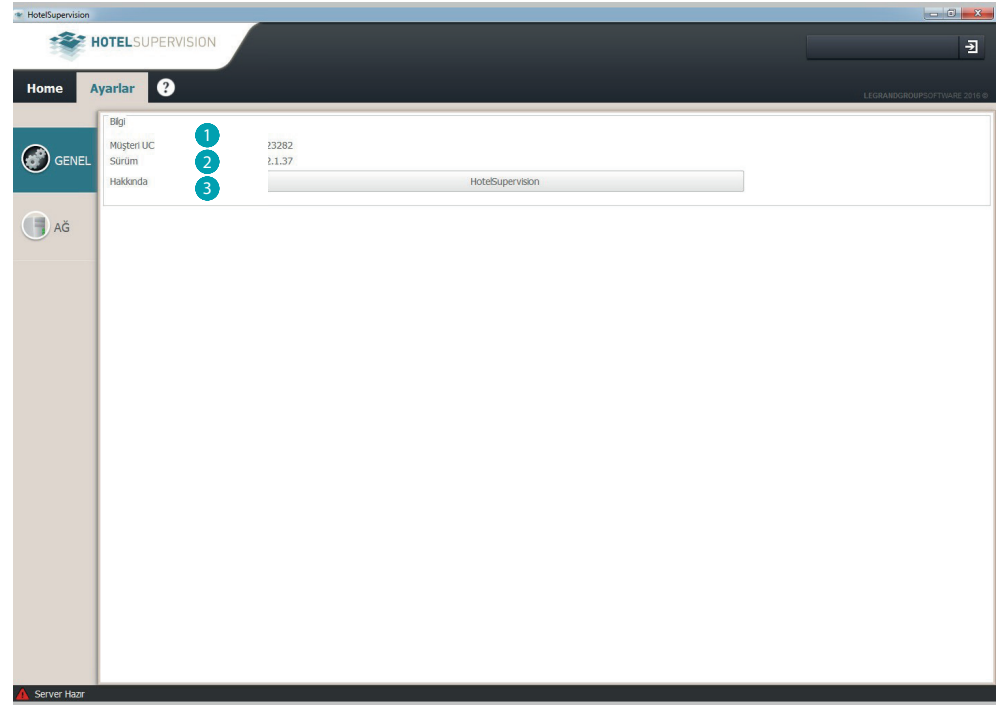 HotelSupervision
HOTELSUPERVISION
Home Ayarlar ?
LEGRANDGROUPSOFTWARE 2016 ©
Bilgi
Müşteri UC 1 23282
GENEL
Sürüm 2 2.1.37
Hakkında 3 HotelSupervision
AĞ
Server Hazır